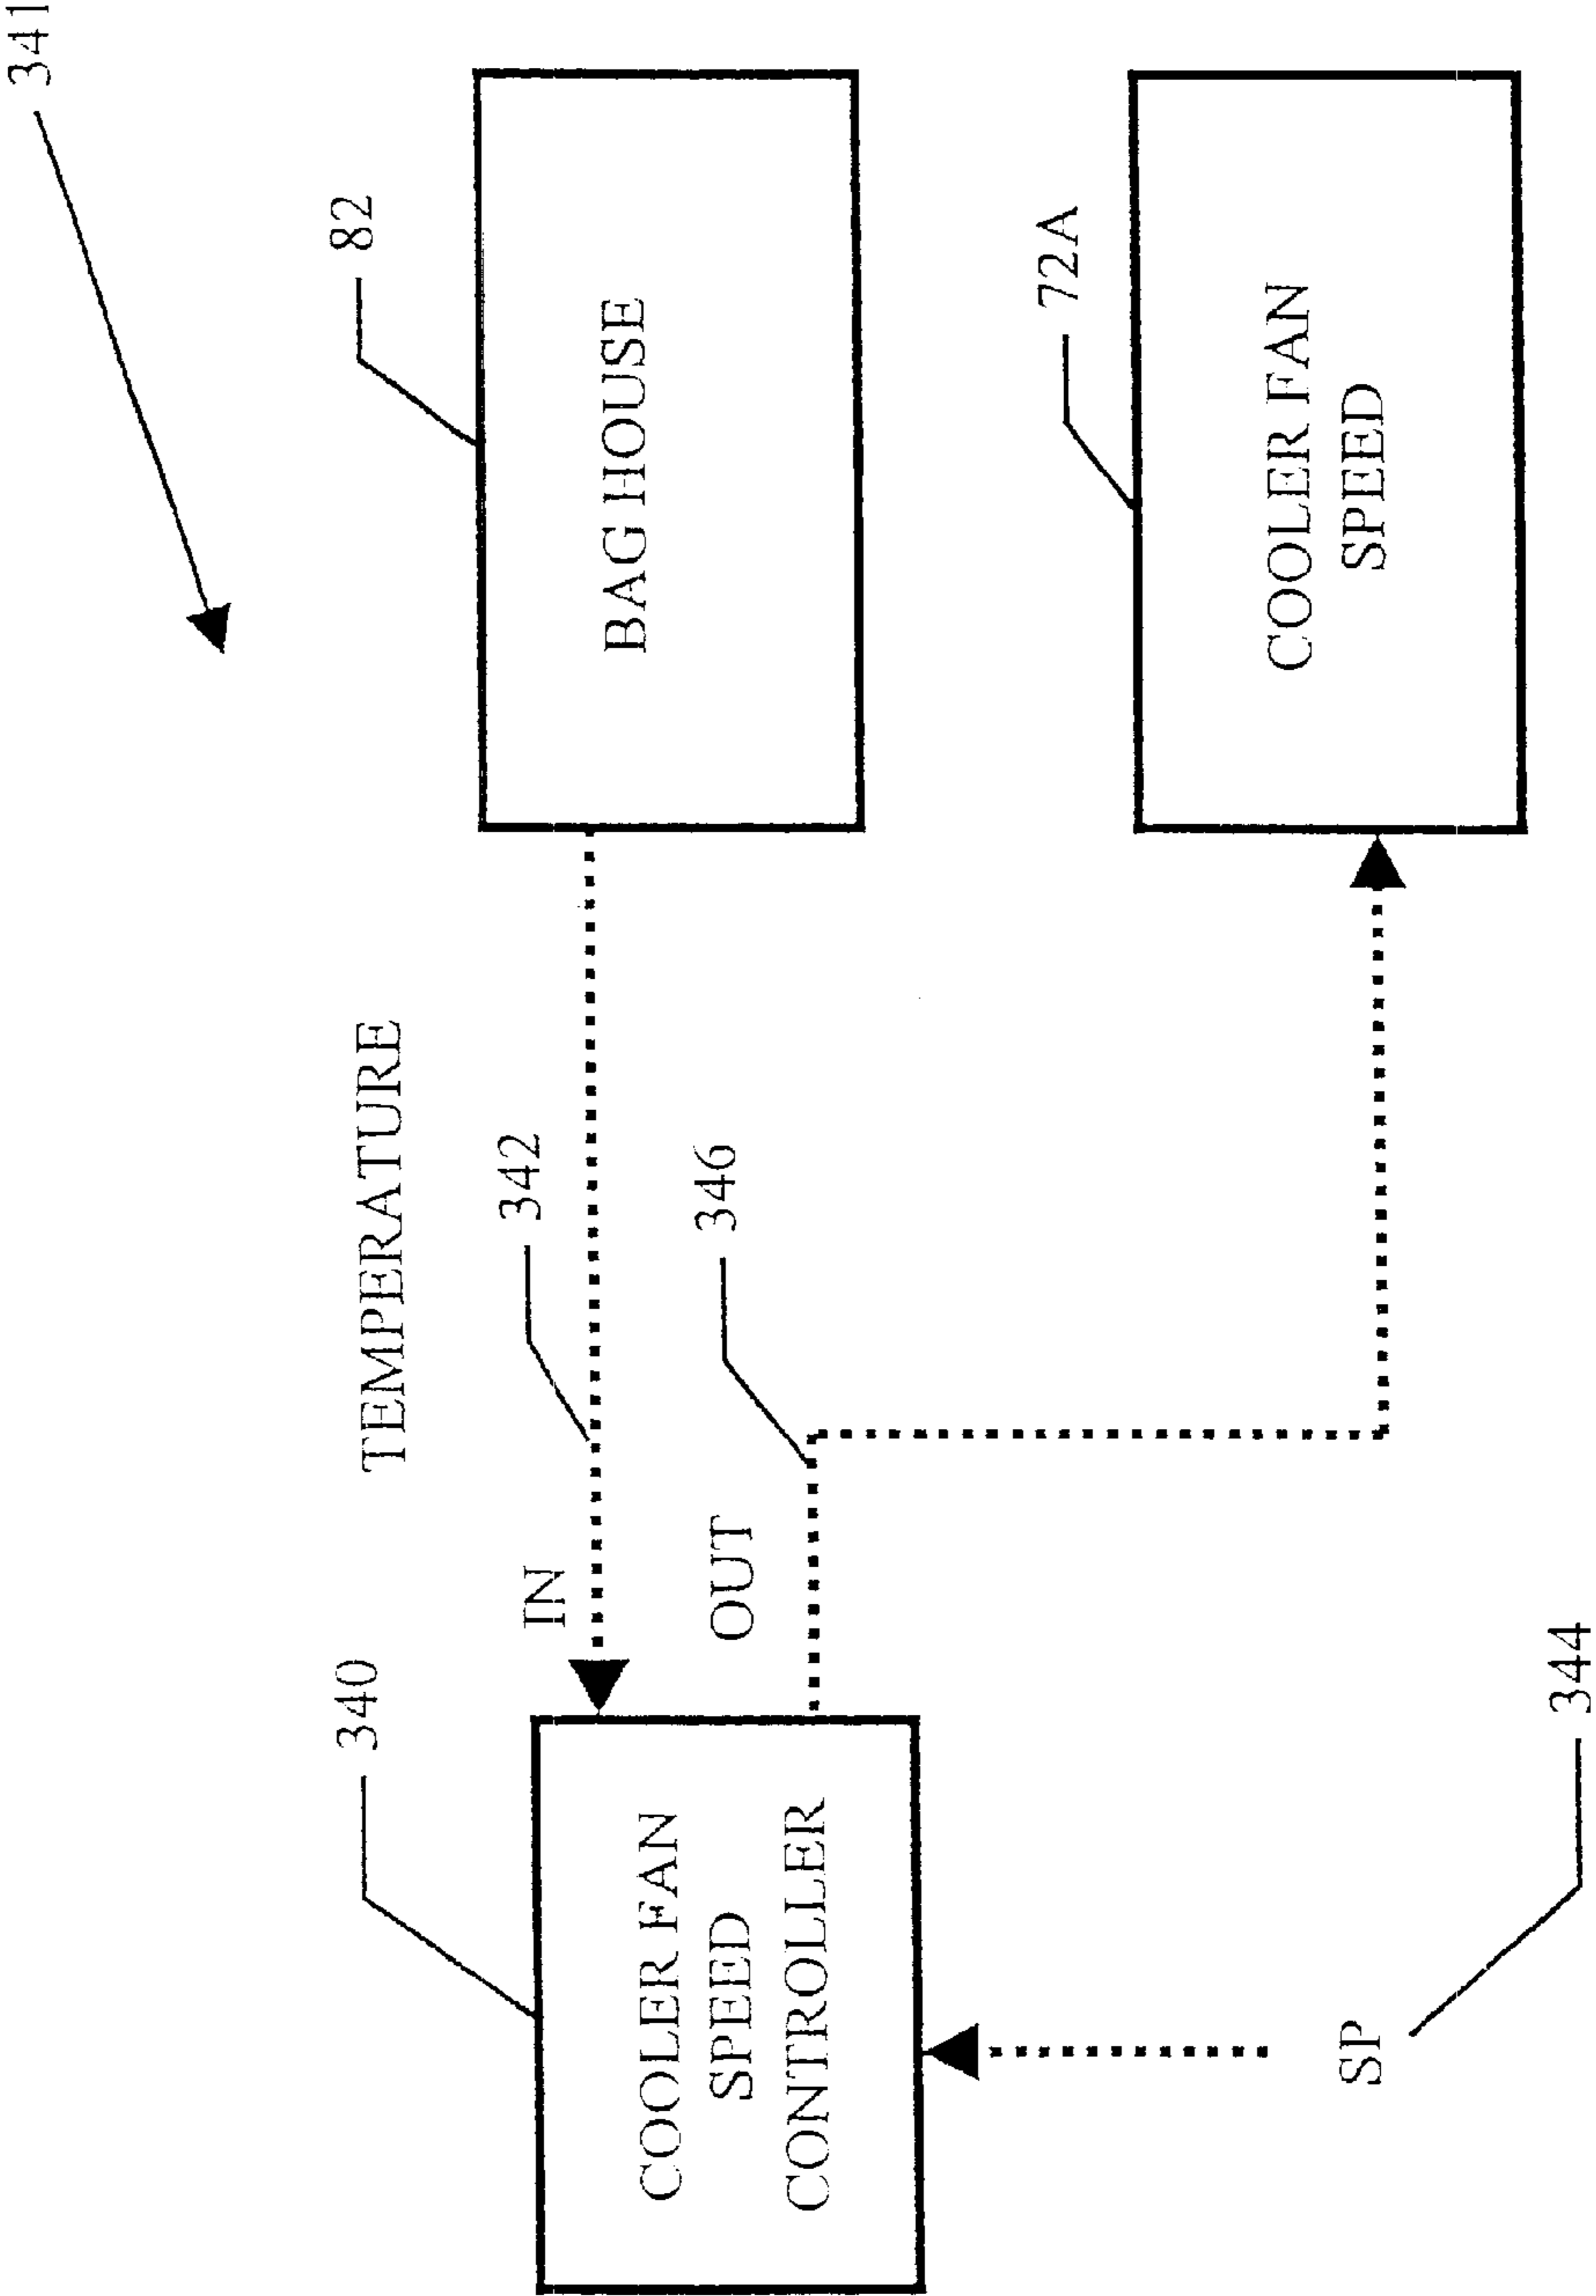 341
82
BAG HOUSE
TEMPERATURE
342
IN
340
COOLER FAN
SPEED
CONTROLLER
OUT
346
72A
COOLER FAN
SPEED
SP
344